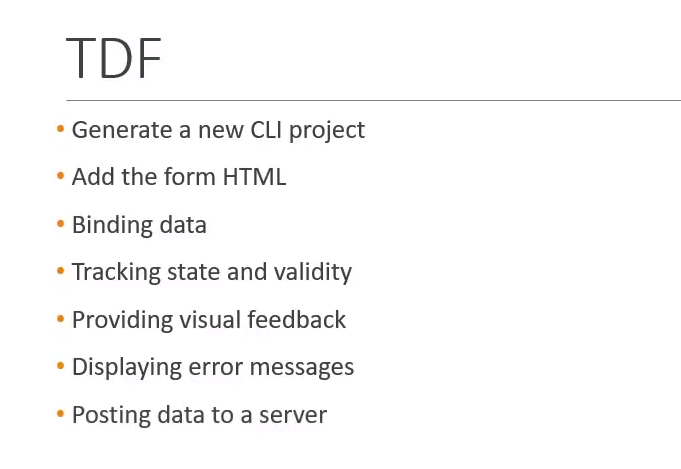 TDF
• Generate a new CLI project
• Add the form HTML
• Binding data
• Tracking state and validity
• Providing visual feedback
• Displaying error messages
• Posting data to a server